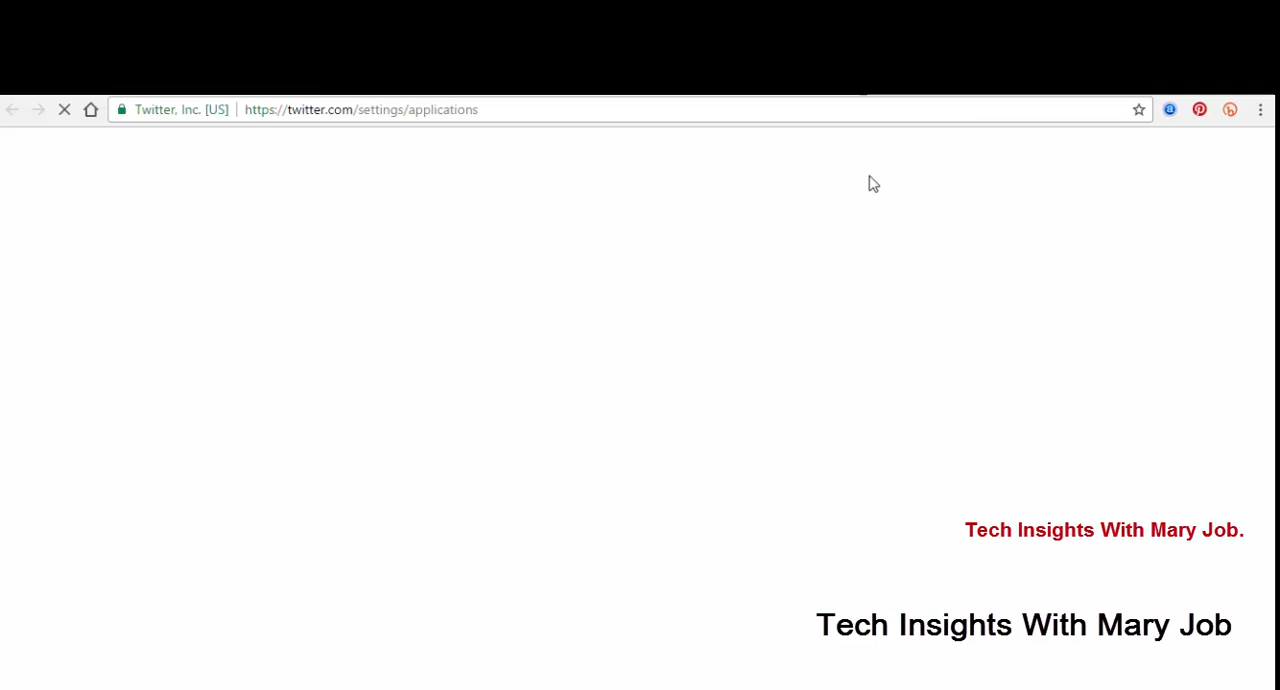 Twitter, Inc. [US] https://twitter.com/settings/applications
Tech Insights With Mary Job.
Tech Insights With Mary Job